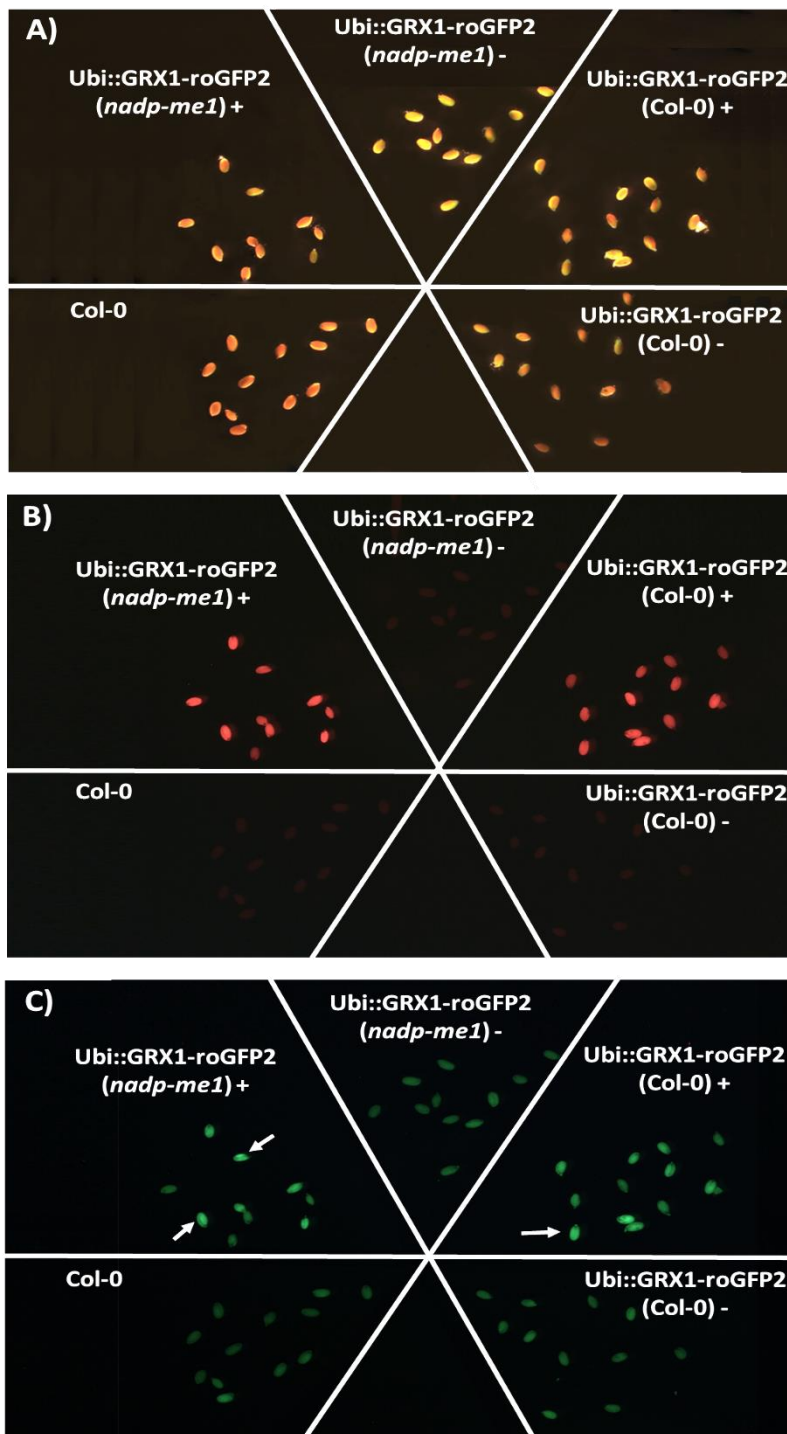 A)
Ubi::GRX1-roGFP2
(nadp-me1) -
Ubi::GRX1-roGFP2
(nadp-me1) +
Ubi::GRX1-roGFP2
(Col-0) +
Col-0
Ubi::GRX1-roGFP2
(Col-0) -
B)
Ubi::GRX1-roGFP2
(nadp-me1) -
Ubi::GRX1-roGFP2
(nadp-me1) +
Ubi::GRX1-roGFP2
(Col-0) +
Col-0
Ubi::GRX1-roGFP2
(Col-0) -
C)
Ubi::GRX1-roGFP2
(nadp-me1) -
Ubi::GRX1-roGFP2
(nadp-me1) +
Ubi::GRX1-roGFP2
(Col-0) +
Col-0
Ubi::GRX1-roGFP2
(Col-0) -